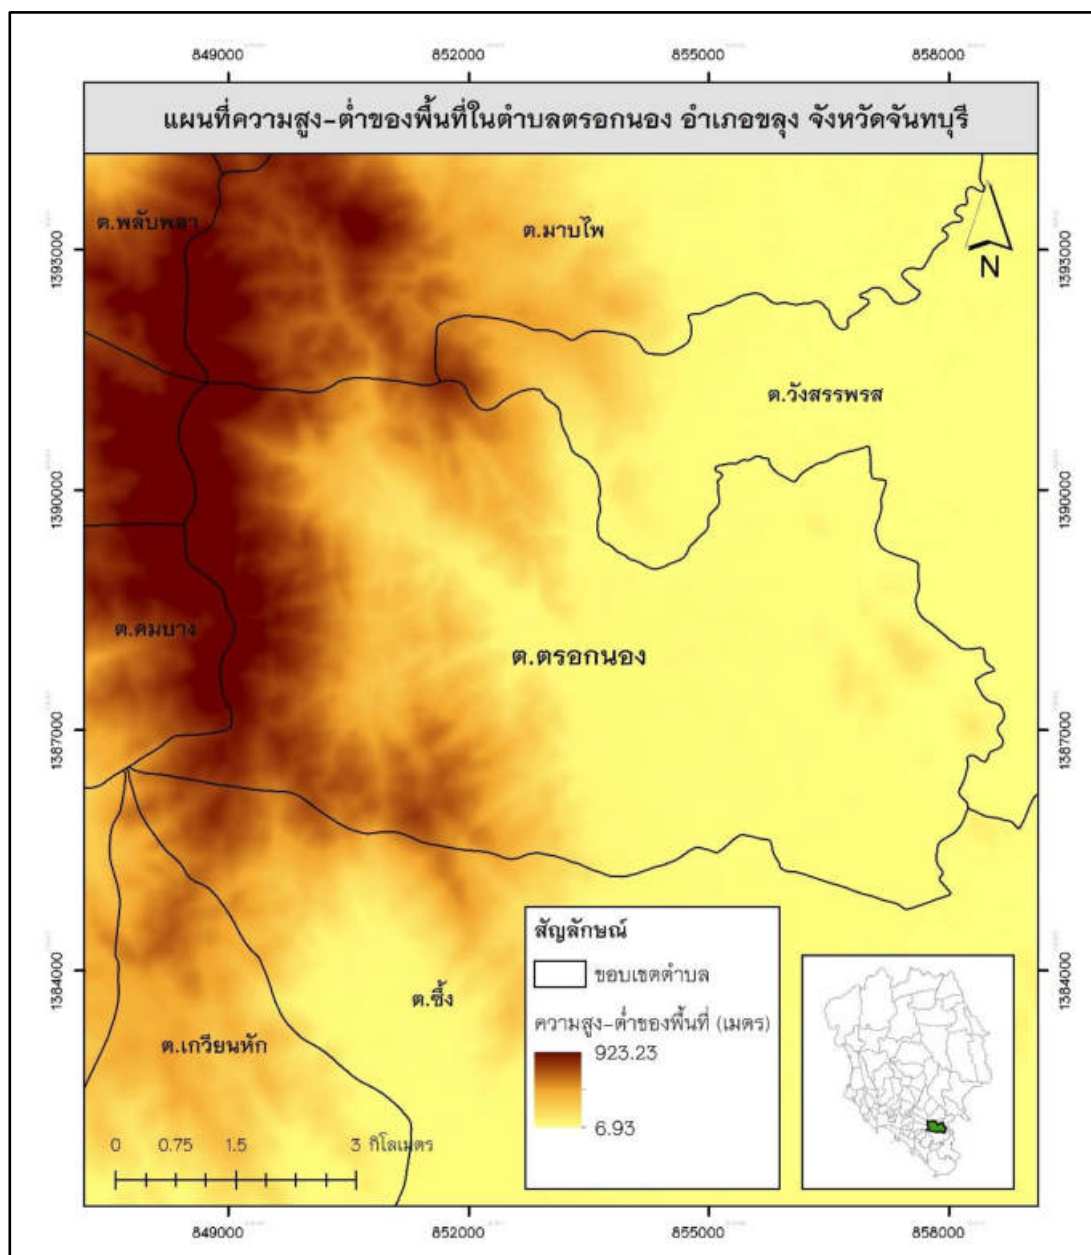 849000 852000 855000 858000
แผนที่ความสูง-ต่ำของพื้นที่ในตำบลตรอกนอง อำเภอขลุง จังหวัดจันทบุรี
ต.พลับพลา
ต.มาบไพ
1393000 1393000
N
ต.วังสรรพรส
1390000 1390000
ต.คมบาง
ต.ตรอกนอง
1387000 1387000
สัญลักษณ์
ขอบเขตตำบล
1384000 1384000
ต.ซึ้ง
ความสูง-ต่ำของพื้นที่ (เมตร)
ต.เกวียนหัก
923.23
6.93
0 0.75 1.5 3 กิโลเมตร
849000 852000 855000 858000